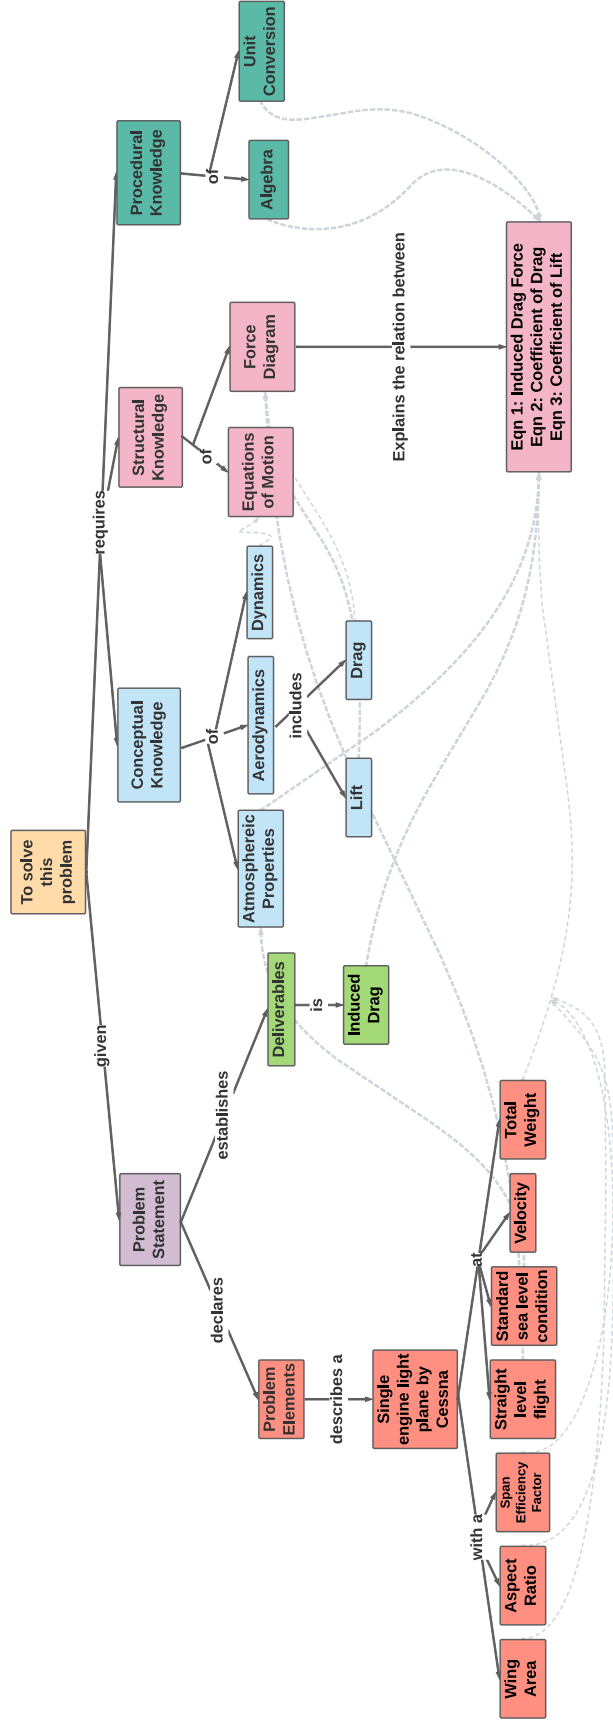 To solve
this
problem
given
requires
Problem
Statement
Conceptual
Knowledge
Structural
Knowledge
Procedural
Knowledge
declares
establishes
of
of
of
Problem
Elements
Deliverables
Atmosphereic
Properties
Aerodynamics
Dynamics
Equations
of Motion
Force
Diagram
Algebra
Unit
Conversion
describes a
is
includes
Explains the relation between
Single
engine light
plane by
Cessna
Induced
Drag
Lift
Drag
with a
at
Wing
Area
Aspect
Ratio
Span
Efficiency
Factor
Straight
level
flight
Standard
sea level
condition
Velocity
Total
Weight
Eqn 1: Induced Drag Force
Eqn 2: Coefficient of Drag
Eqn 3: Coefficient of Lift